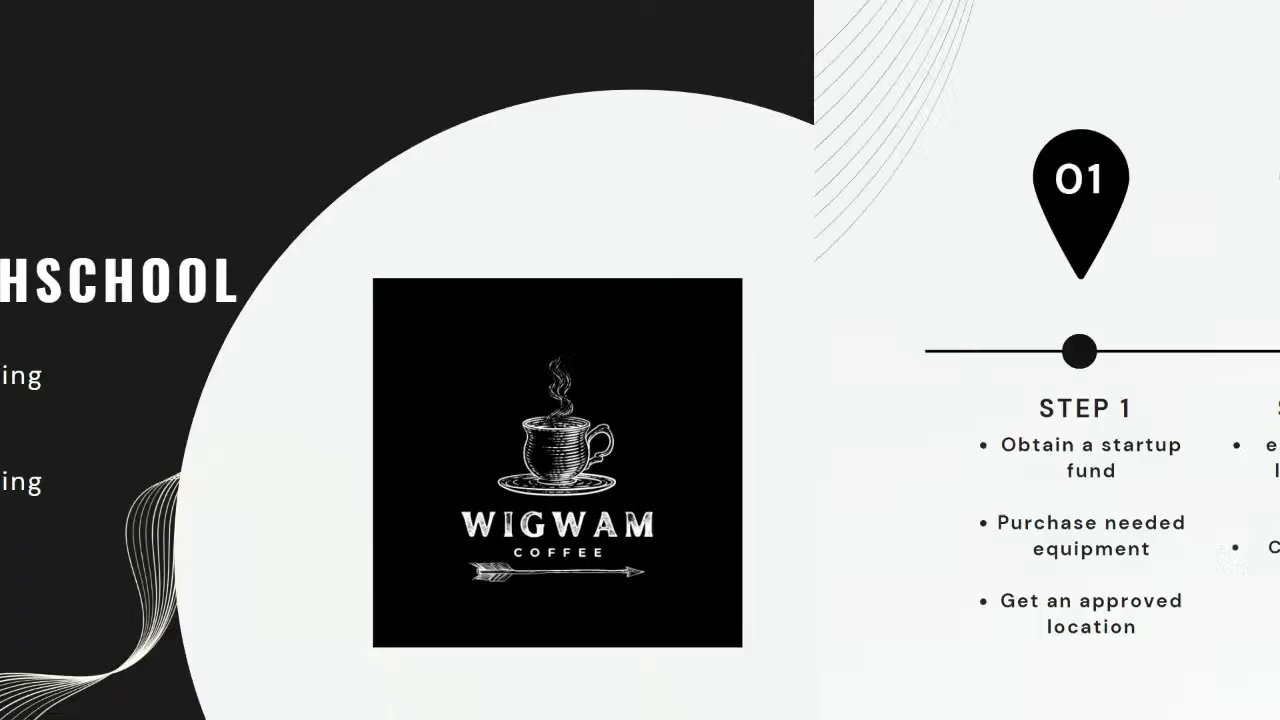 HSCHOOL
ing
ing
WIGWAM
COFFEE
01
STEP 1
• Obtain a startup
fund
• Purchase needed
equipment
• Get an approved
location